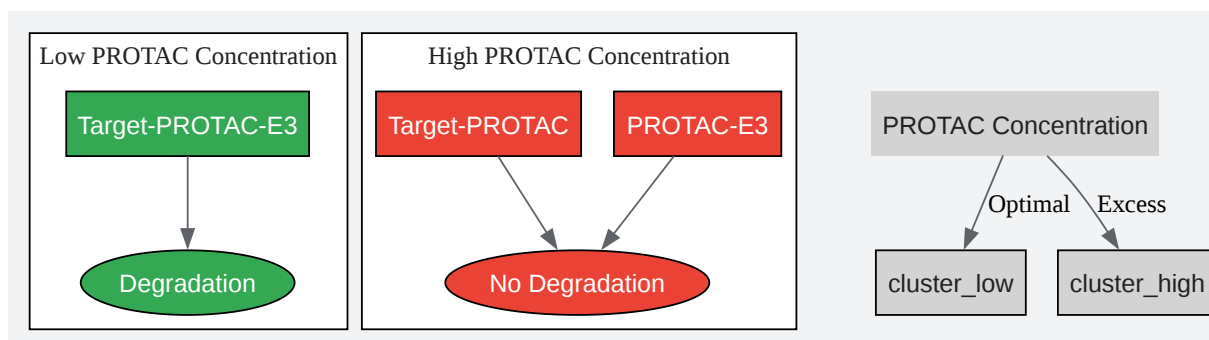 Low PROTAC Concentration
Target-PROTAC-E3
Degradation
High PROTAC Concentration
Target-PROTAC
PROTAC-E3
No Degradation
PROTAC Concentration
Optimal
Excess
cluster_low
cluster_high